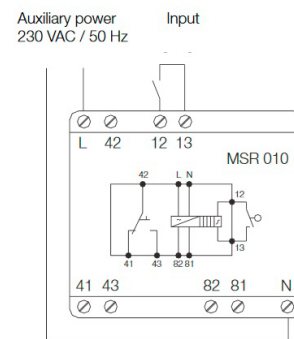 Auxiliary power Input
230 VAC / 50 Hz
L 42 12 13
MSR 010
42 L N
12
13
41 43 82 81
41 43 82 81 N